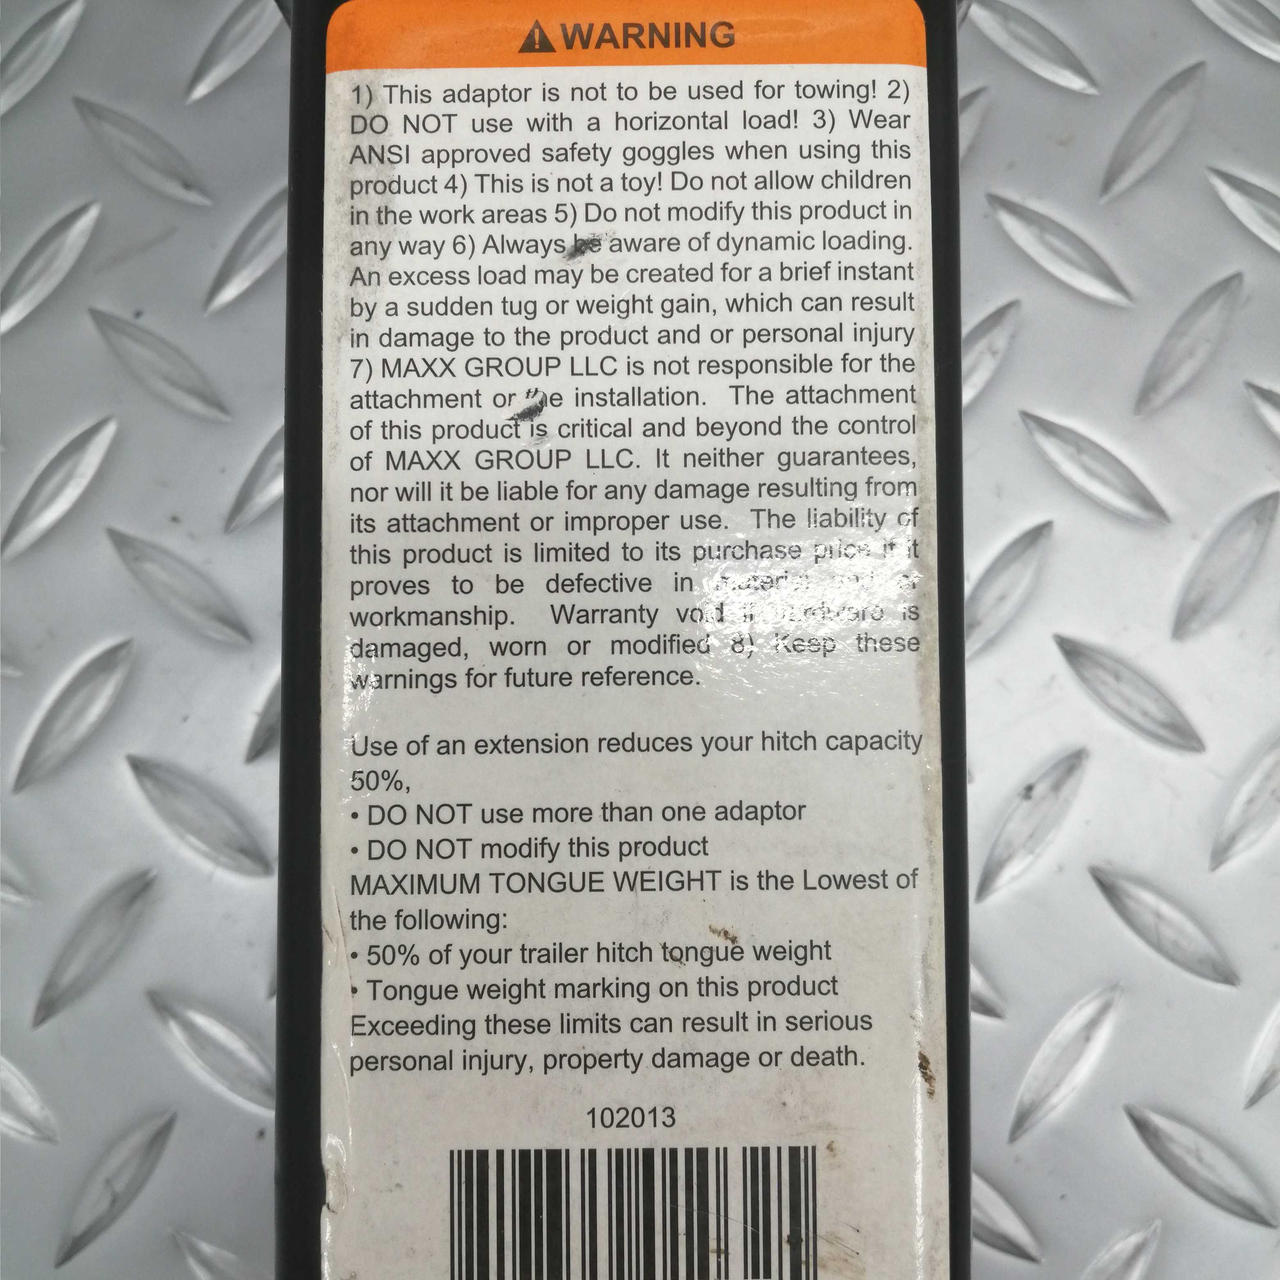 WARNING
1) This adaptor is not to be used for towing! 2)
DO NOT use with a horizontal load! 3) Wear
ANSI approved safety goggles when using this
product 4) This is not a toy! Do not allow children
in the work areas 5) Do not modify this product in
any way 6) Always be aware of dynamic loading.
An excess load may be created for a brief instant
by a sudden tug or weight gain, which can result
in damage to the product and or personal injury
7) MAXX GROUP LLC is not responsible for the
attachment or the installation. The attachment
of this product is critical and beyond the control
of MAXX GROUP LLC. It neither guarantees,
nor will it be liable for any damage resulting from
its attachment or improper use. The liability of
this product is limited to its purchase price if it
proves to be defective in material and or
workmanship. Warranty void if hardware is
damaged, worn or modified 8) Keep these
warnings for future reference.
Use of an extension reduces your hitch capacity
50%,
• DO NOT use more than one adaptor
• DO NOT modify this product
MAXIMUM TONGUE WEIGHT is the Lowest of
the following:
• 50% of your trailer hitch tongue weight
• Tongue weight marking on this product
Exceeding these limits can result in serious
personal injury, property damage or death.
102013